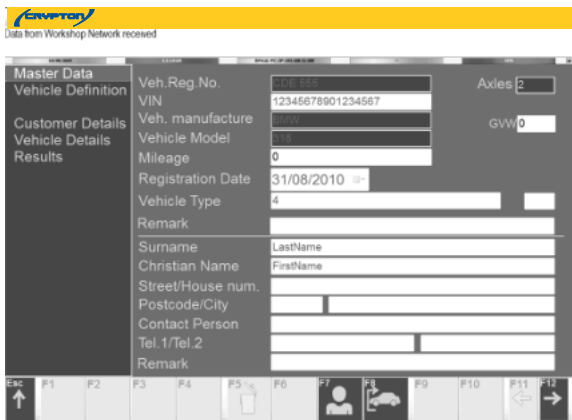 CRYPTON
Data from Workshop Network received
Master Data
Vehicle Definition
Customer Details
Vehicle Details
Results
Veh.Reg.No. CDE 555 Axles 2
VIN 12345678901234567
Veh. manufacture BMW GVW 0
Vehicle Model 316
Mileage 0
Registration Date 31/08/2010
Vehicle Type 4
Remark
Surname LastName
Christian Name FirstName
Street/House num.
Postcode/City
Contact Person
Tel.1/Tel.2
Remark
Esc F1 F2 F3 F4 F5 F6 F7 F8 F9 F10 F11 F12